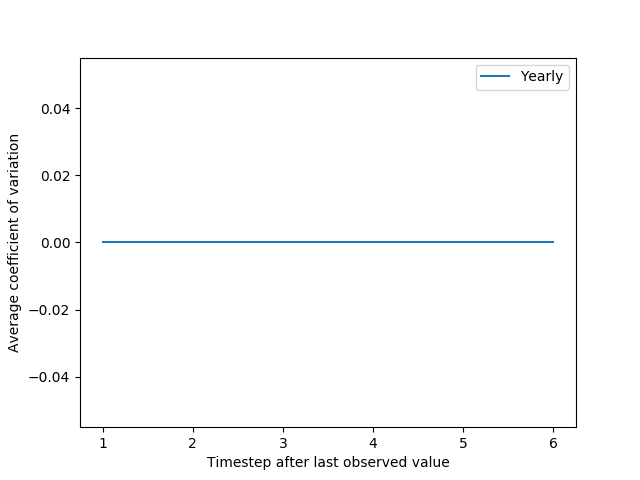 Yearly
0.04
0.02
0.00
−0.02
−0.04
Average coefficient of variation
1 2 3 4 5 6
Timestep after last observed value